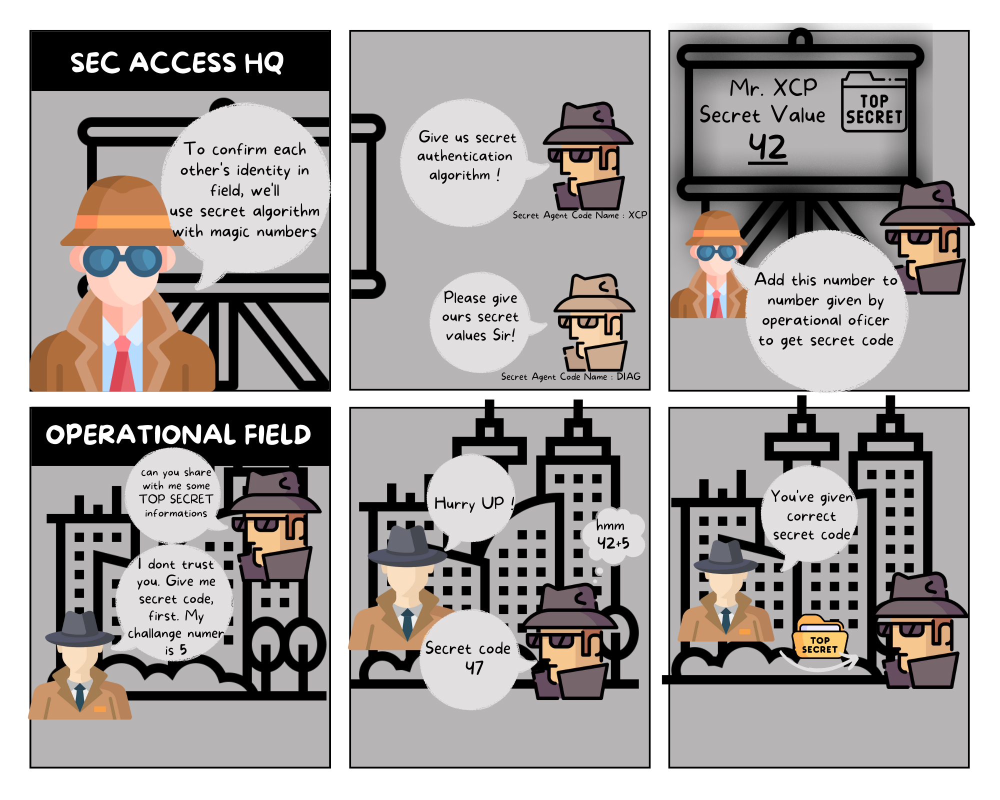 SEC ACCESS HQ
To confirm each
other's identity in
field, we'll
use secret algorithm
with magic numbers
Give us secret
authentication
algorithm !
Secret Agent Code Name : XCP
Please give
ours secret
values Sir!
Secret Agent Code Name : DIAG
Mr. XCP
Secret Value
42
TOP
SECRET
Add this number to
number given by
operational oficer
to get secret code
OPERATIONAL FIELD
can you share
with me some
TOP SECRET
informations
I dont trust
you. Give me
secret code,
first. My
challange numer
is 5
Hurry UP !
hmm
42+5
Secret code
47
You've given
correct
secret code
TOP
SECRET